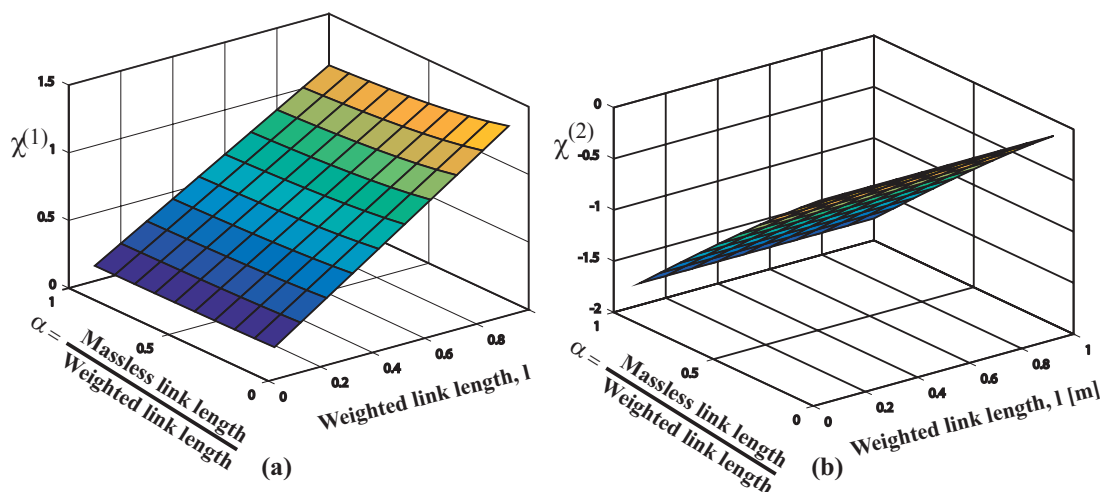 1.5
χ(1)
1
0.5
0
1
0.5
0
0
0.2
0.4
0.6
0.8
α = Massless link length
Weighted link length
Weighted link length, l
(a)
0
χ(2)
-0.5
-1
-1.5
-2
1
0.5
0
0
0.2
0.4
0.6
0.8
1
α = Massless link length
Weighted link length
Weighted link length, l [m]
(b)